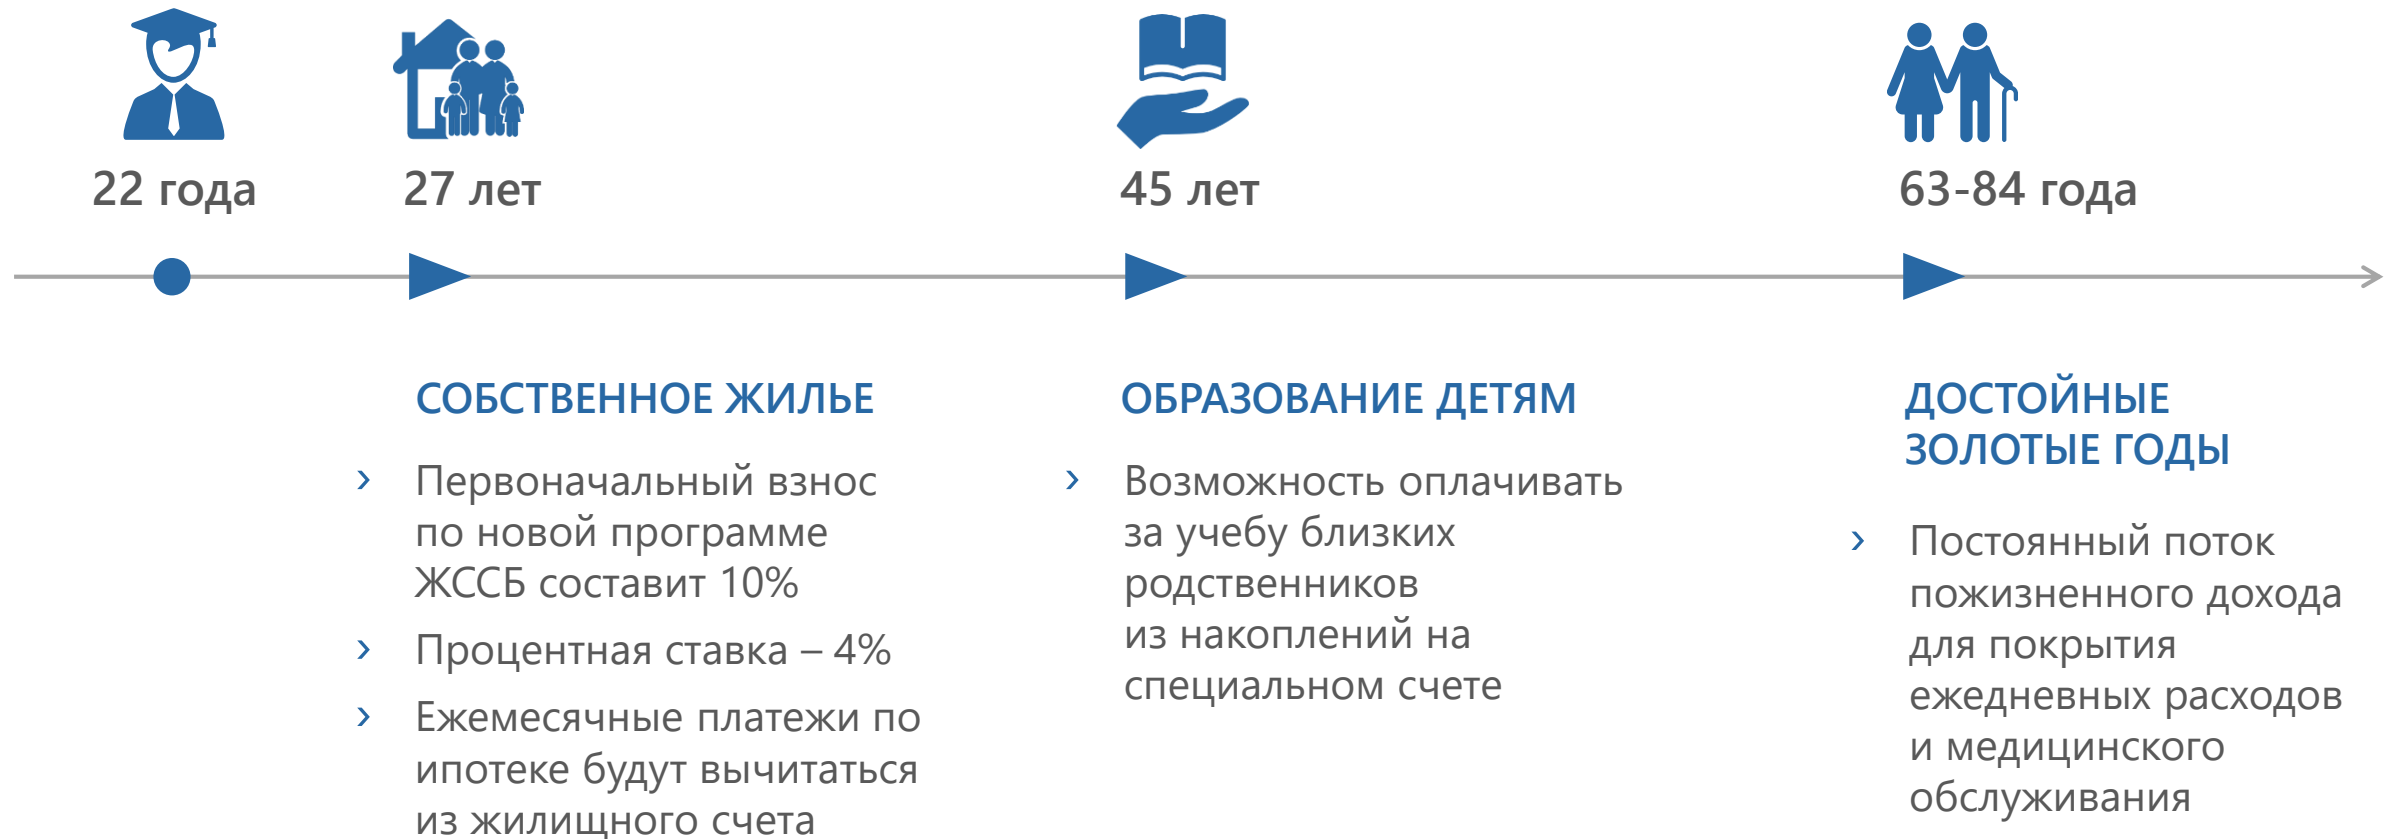 22 года
27 лет
45 лет
63-84 года
СОБСТВЕННОЕ ЖИЛЬЕ
› Первоначальный взнос
по новой программе
ЖССБ составит 10%
› Процентная ставка – 4%
› Ежемесячные платежи по
ипотеке будут вычитаться
из жилищного счета
ОБРАЗОВАНИЕ ДЕТЯМ
› Возможность оплачивать
за учебу близких
родственников
из накоплений на
специальном счете
ДОСТОЙНЫЕ
ЗОЛОТЫЕ ГОДЫ
› Постоянный поток
пожизненного дохода
для покрытия
ежедневных расходов
и медицинского
обслуживания